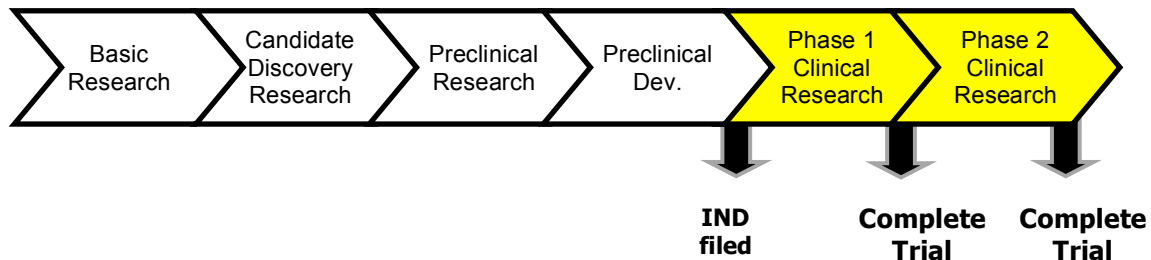 Basic
Research
Candidate
Discovery
Research
Preclinical
Research
Preclinical
Dev.
Phase 1
Clinical
Research
Phase 2
Clinical
Research
IND
filed
Complete
Trial
Complete
Trial